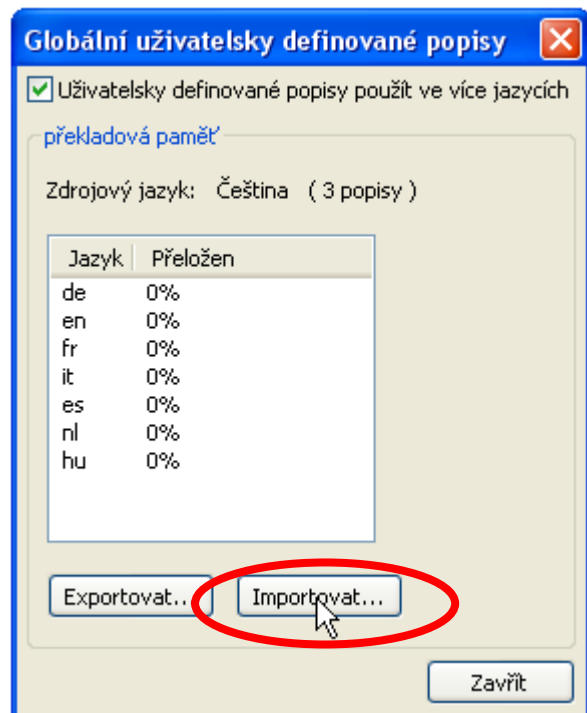 Globální uživatelsky definované popisy
Uživatelsky definované popisy použít ve více jazycích
překladová paměť
Zdrojový jazyk: Čeština ( 3 popisy )
Jazyk Přeložen
de 0%
en 0%
fr 0%
it 0%
es 0%
nl 0%
hu 0%
Exportovat... Importovat...
Zavřít